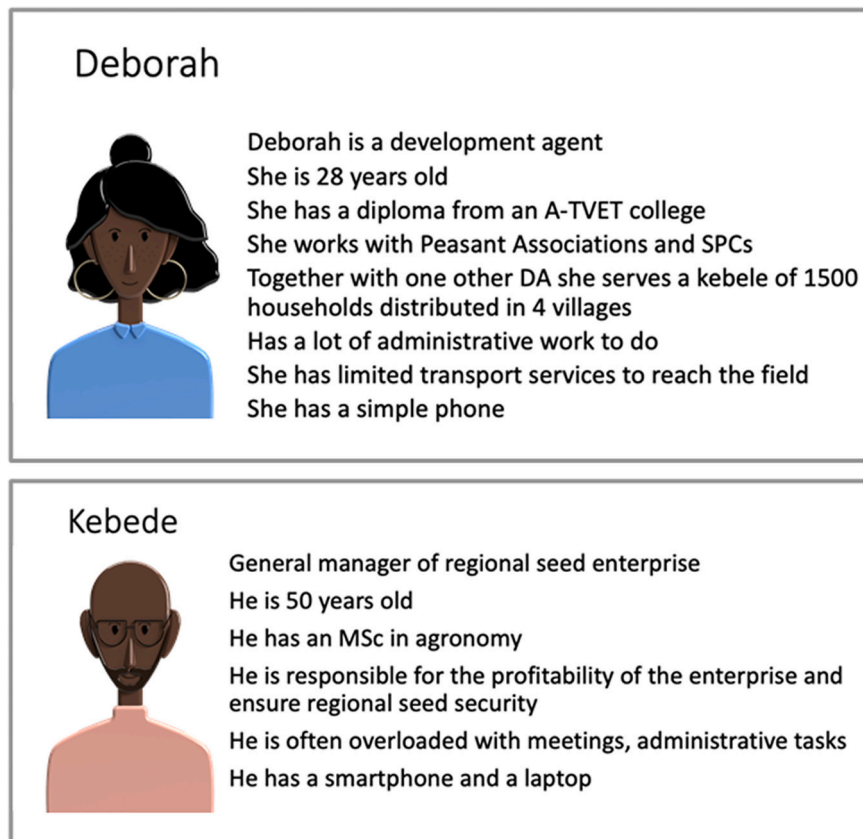 Deborah
Deborah is a development agent
She is 28 years old
She has a diploma from an A-TVET college
She works with Peasant Associations and SPCs
Together with one other DA she serves a kebele of 1500
households distributed in 4 villages
Has a lot of administrative work to do
She has limited transport services to reach the field
She has a simple phone
Kebede
General manager of regional seed enterprise
He is 50 years old
He has an MSc in agronomy
He is responsible for the profitability of the enterprise and
ensure regional seed security
He is often overloaded with meetings, administrative tasks
He has a smartphone and a laptop